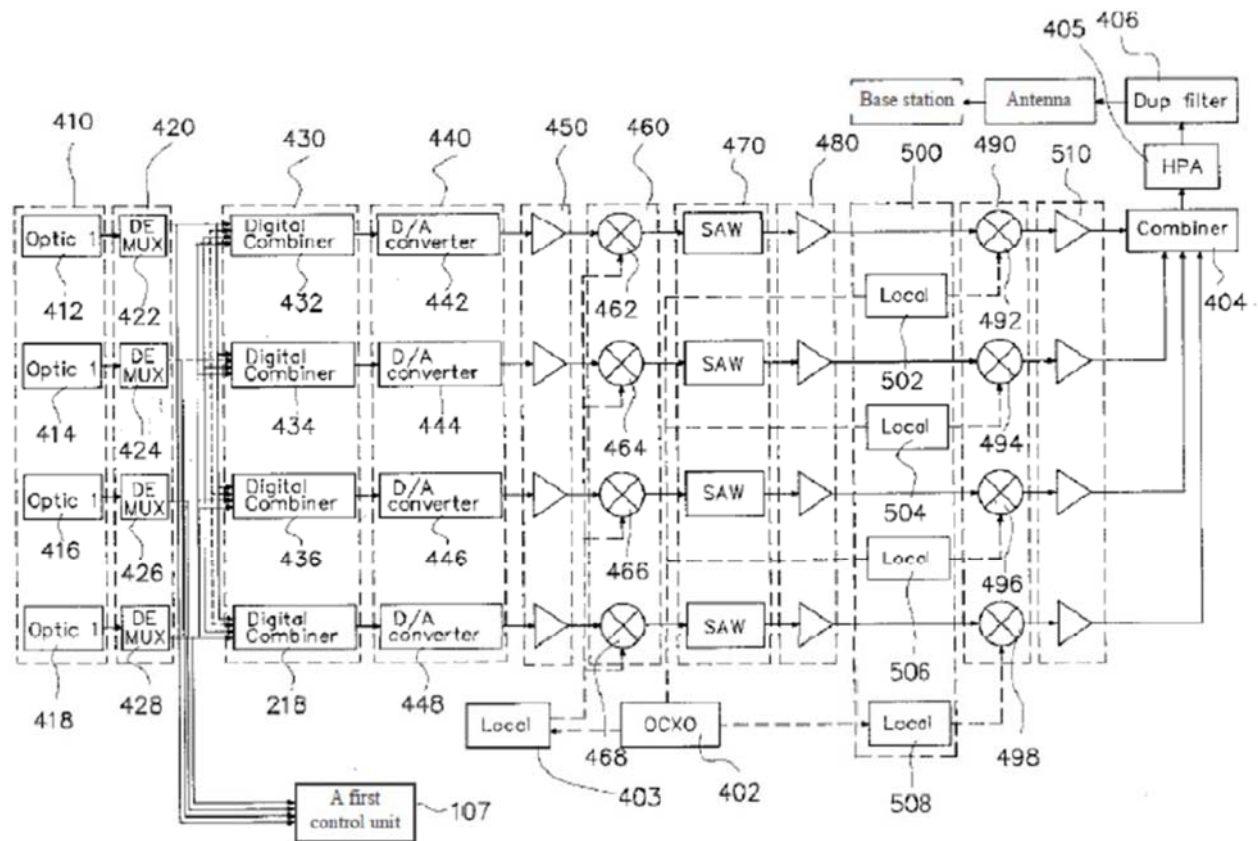 406
405
Base station
Antenna
Dup filter
410
420
430
440
450
460
470
480
500
490
510
HPA
Optic 1
DE
MUX
Digital
Combiner
D/A
converter
SAW
Combiner
412
422
432
442
462
Local
492
404
502
Optic 1
DE
MUX
Digital
Combiner
D/A
converter
SAW
414
424
434
444
464
Local
494
504
Optic 1
DE
MUX
Digital
Combiner
D/A
converter
SAW
416
426
436
446
466
Local
496
506
Optic 1
DE
MUX
Digital
Combiner
D/A
converter
SAW
418
428
218
448
468
Local
OCXO
Local
498
403
402
508
A first
control unit
107